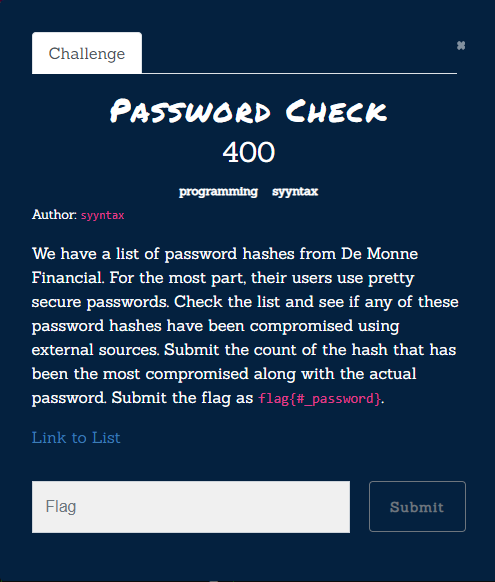 Challenge
×
Password Check
400
programming syyntax
Author: syyntax
We have a list of password hashes from De Monne
Financial. For the most part, their users use pretty
secure passwords. Check the list and see if any of these
password hashes have been compromised using
external sources. Submit the count of the hash that has
been the most compromised along with the actual
password. Submit the flag as flag{#_password}.
Link to List
Flag
Submit